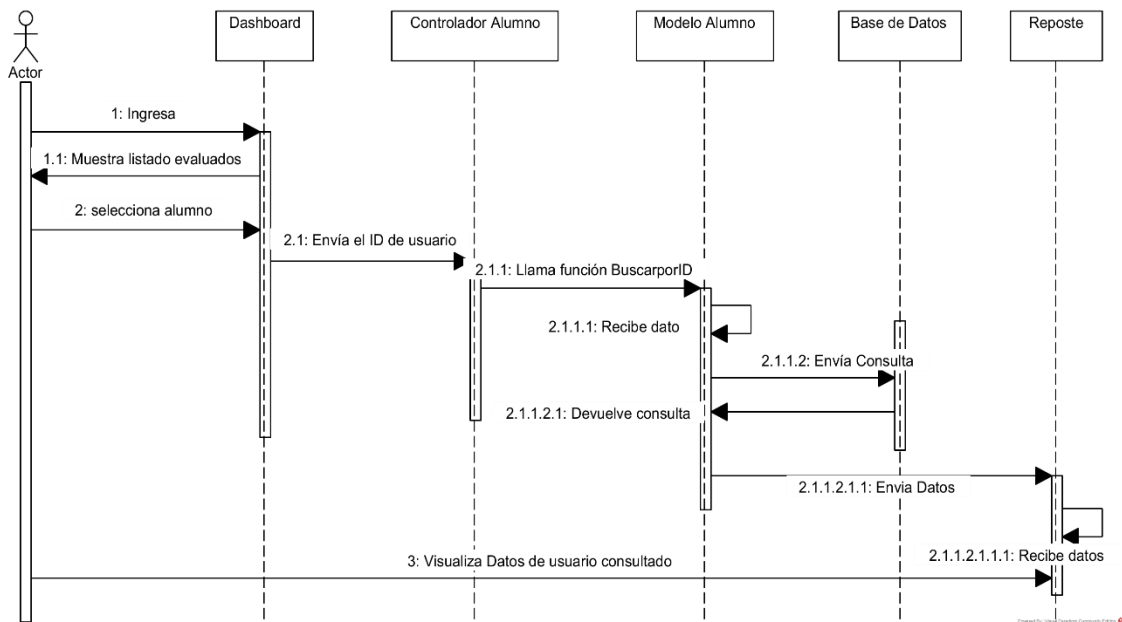 Dashboard
Controlador Alumno
Modelo Alumno
Base de Datos
Reposte
Actor
1: Ingresa
1.1: Muestra listado evaluados
2: selecciona alumno
2.1: Envía el ID de usuario
2.1.1: Llama función BuscarporID
2.1.1.1: Recibe dato
2.1.1.2: Envía Consulta
2.1.1.2.1: Devuelve consulta
2.1.1.2.1.1: Envia Datos
2.1.1.2.1.1.1: Recibe datos
3: Visualiza Datos de usuario consultado